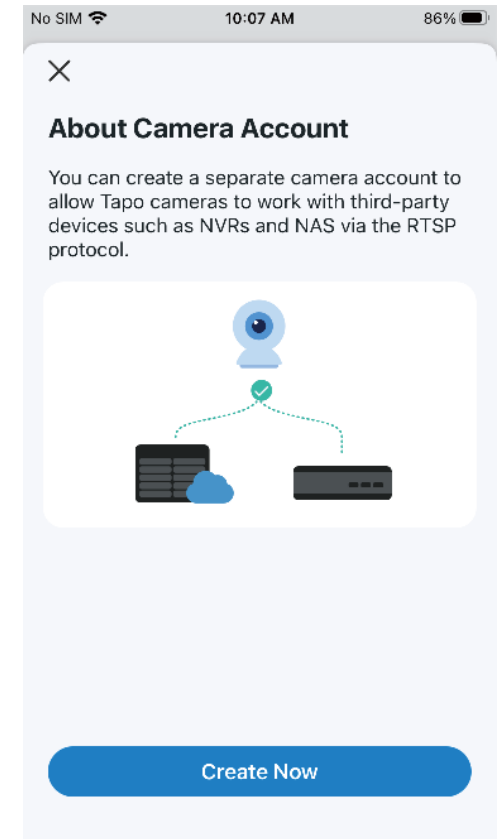 No SIM 10:07 AM 86%
About Camera Account
You can create a separate camera account to
allow Tapo cameras to work with third-party
devices such as NVRs and NAS via the RTSP
protocol.
Create Now